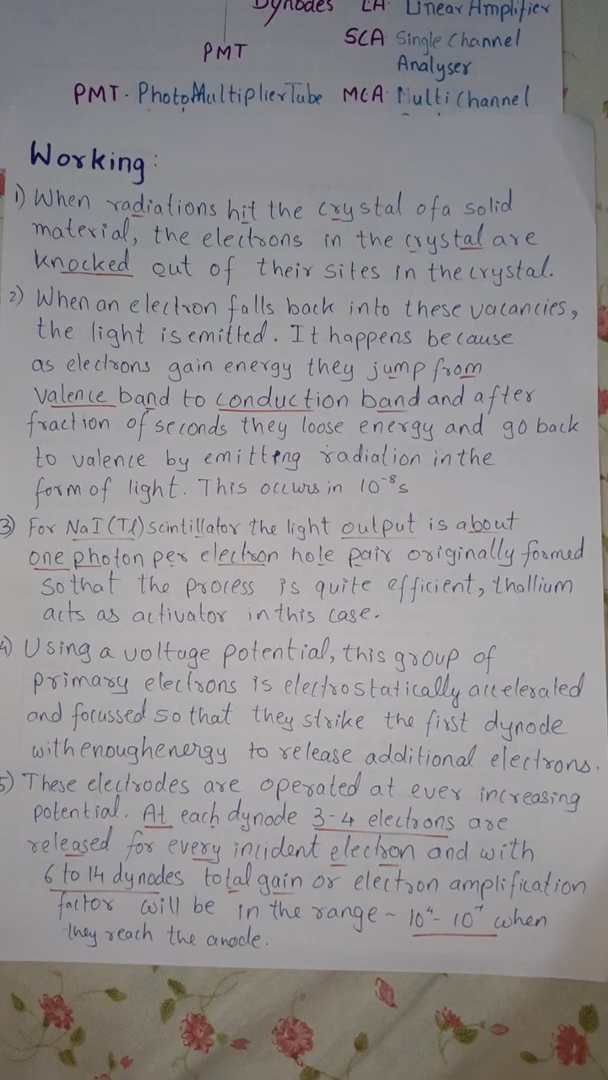 Dynodes LA- Linear Amplifier
PMT SCA- Single Channel
Analyser
PMT- PhotoMultiplierTube MCA- Multi Channel
Working:
1) When radiations hit the crystal of a solid
material, the electrons in the crystal are
knocked out of their sites in the crystal.
2) When an electron falls back into these vacancies,
the light is emitted. It happens because
as electrons gain energy they jump from
valence band to conduction band and after
fraction of seconds they loose energy and go back
to valence by emitting radiation in the
form of light. This occurs in 10⁻⁸s
3) For NaI(Tl) scintillator the light output is about
one photon per electron hole pair originally formed
so that the process is quite efficient, thallium
acts as activator in this case.
4) Using a voltage potential, this group of
primary electrons is electrostatically accelerated
and focussed so that they strike the first dynode
with enough energy to release additional electrons.
5) These electrodes are operated at ever increasing
potential. At each dynode 3-4 electrons are
released for every incident electron and with
6 to 14 dynodes total gain or electron amplification
factor will be in the range ~ 10⁴- 10⁷ when
they reach the anode.